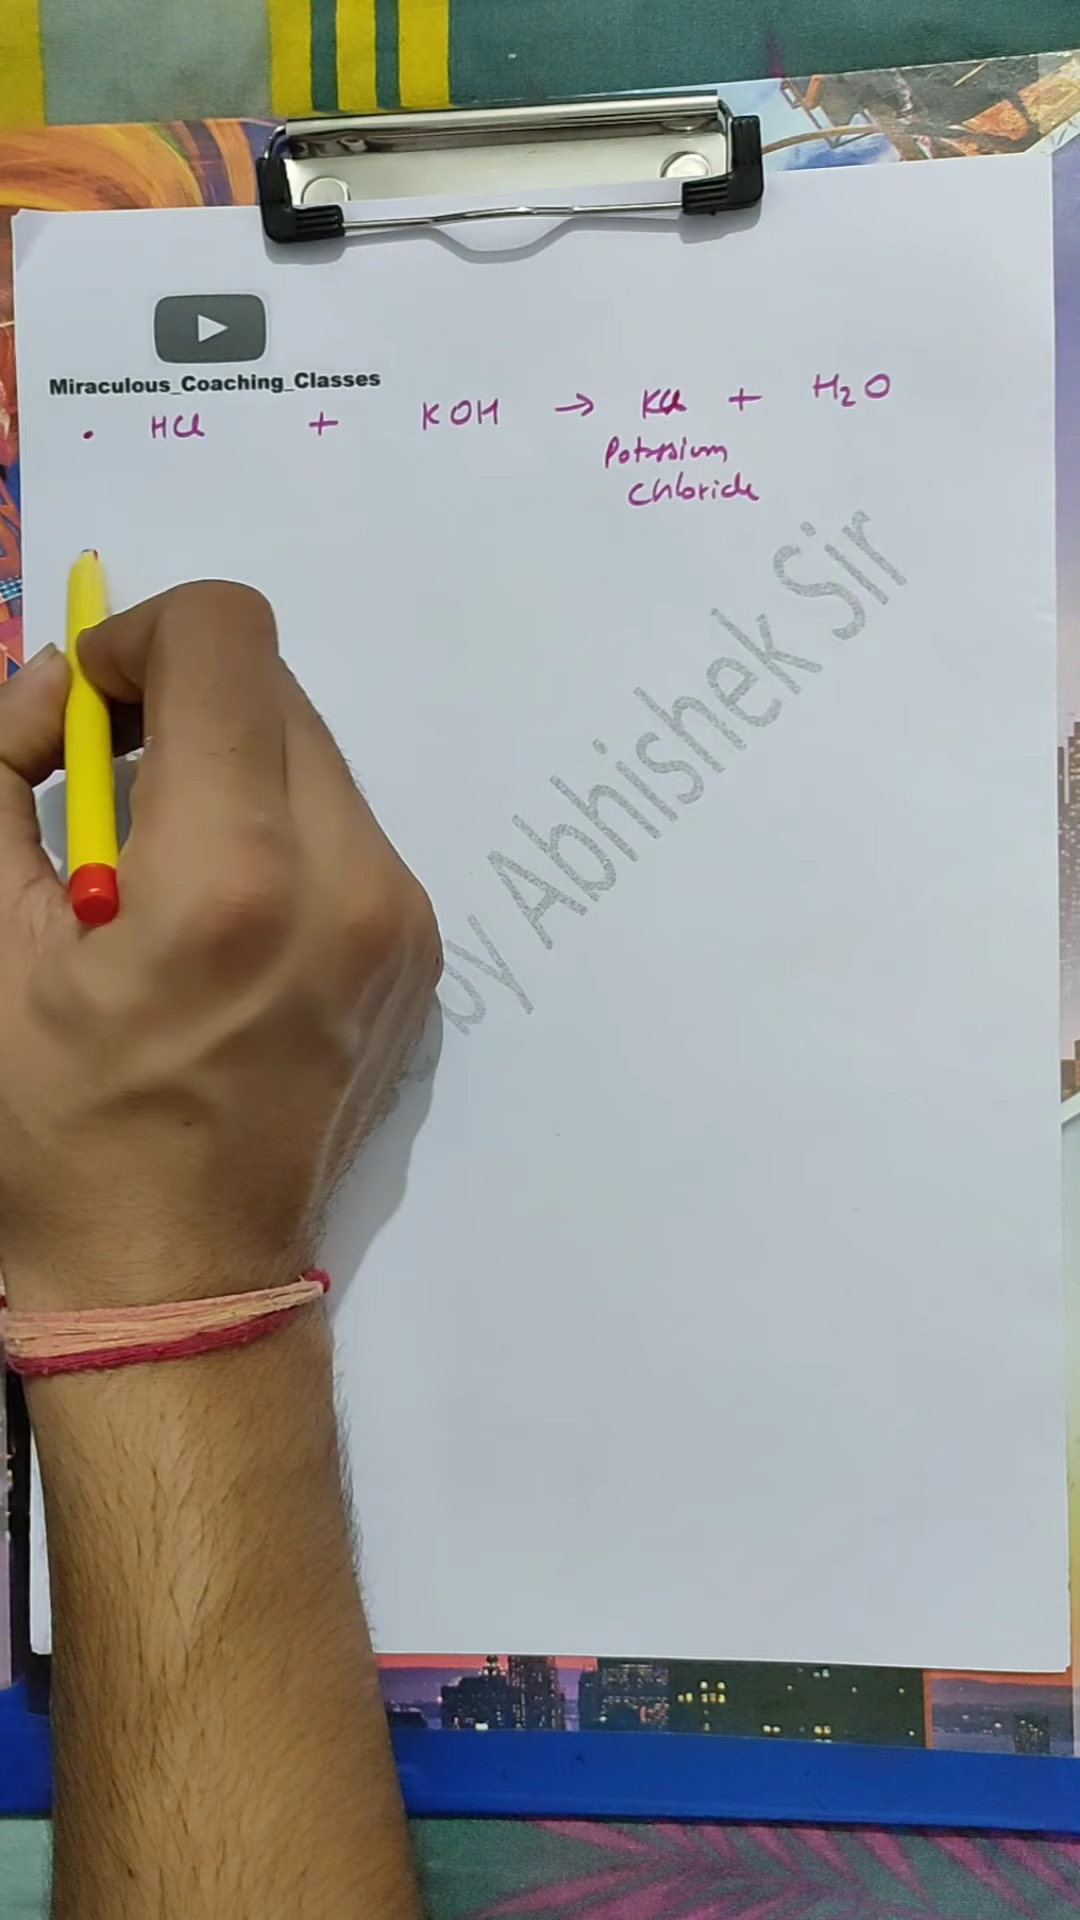 Miraculous_Coaching_Classes
• HCl + KOH → KCl + H₂O
Potassium
Chloride
by Abhishek Sir